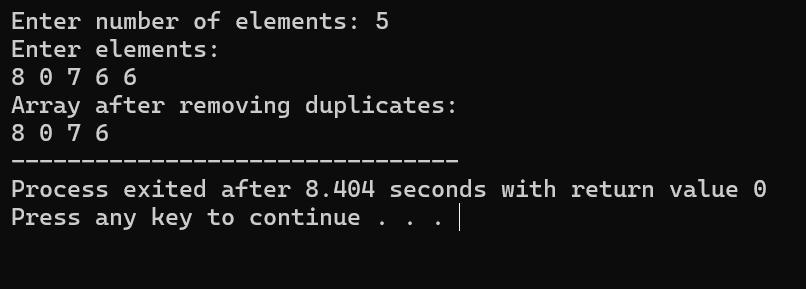 Enter number of elements: 5
Enter elements:
8 0 7 6 6
Array after removing duplicates:
8 0 7 6
--------------------------------
Process exited after 8.404 seconds with return value 0
Press any key to continue . . .